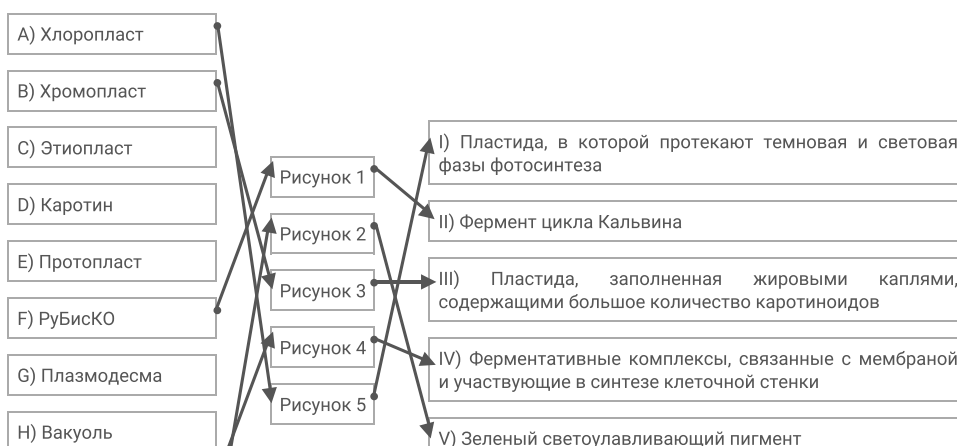 A) Хлоропласт
B) Хромопласт
C) Этиопласт
D) Каротин
E) Протопласт
F) РуБисКО
G) Плазмодесма
H) Вакуоль
Рисунок 1
Рисунок 2
Рисунок 3
Рисунок 4
Рисунок 5
I) Пластида, в которой протекают темновая и световая
фазы фотосинтеза
II) Фермент цикла Кальвина
III) Пластида, заполненная жировыми каплями,
содержащими большое количество каротиноидов
IV) Ферментативные комплексы, связанные с мембраной
и участвующие в синтезе клеточной стенки
V) Зеленый светоулавливающий пигмент